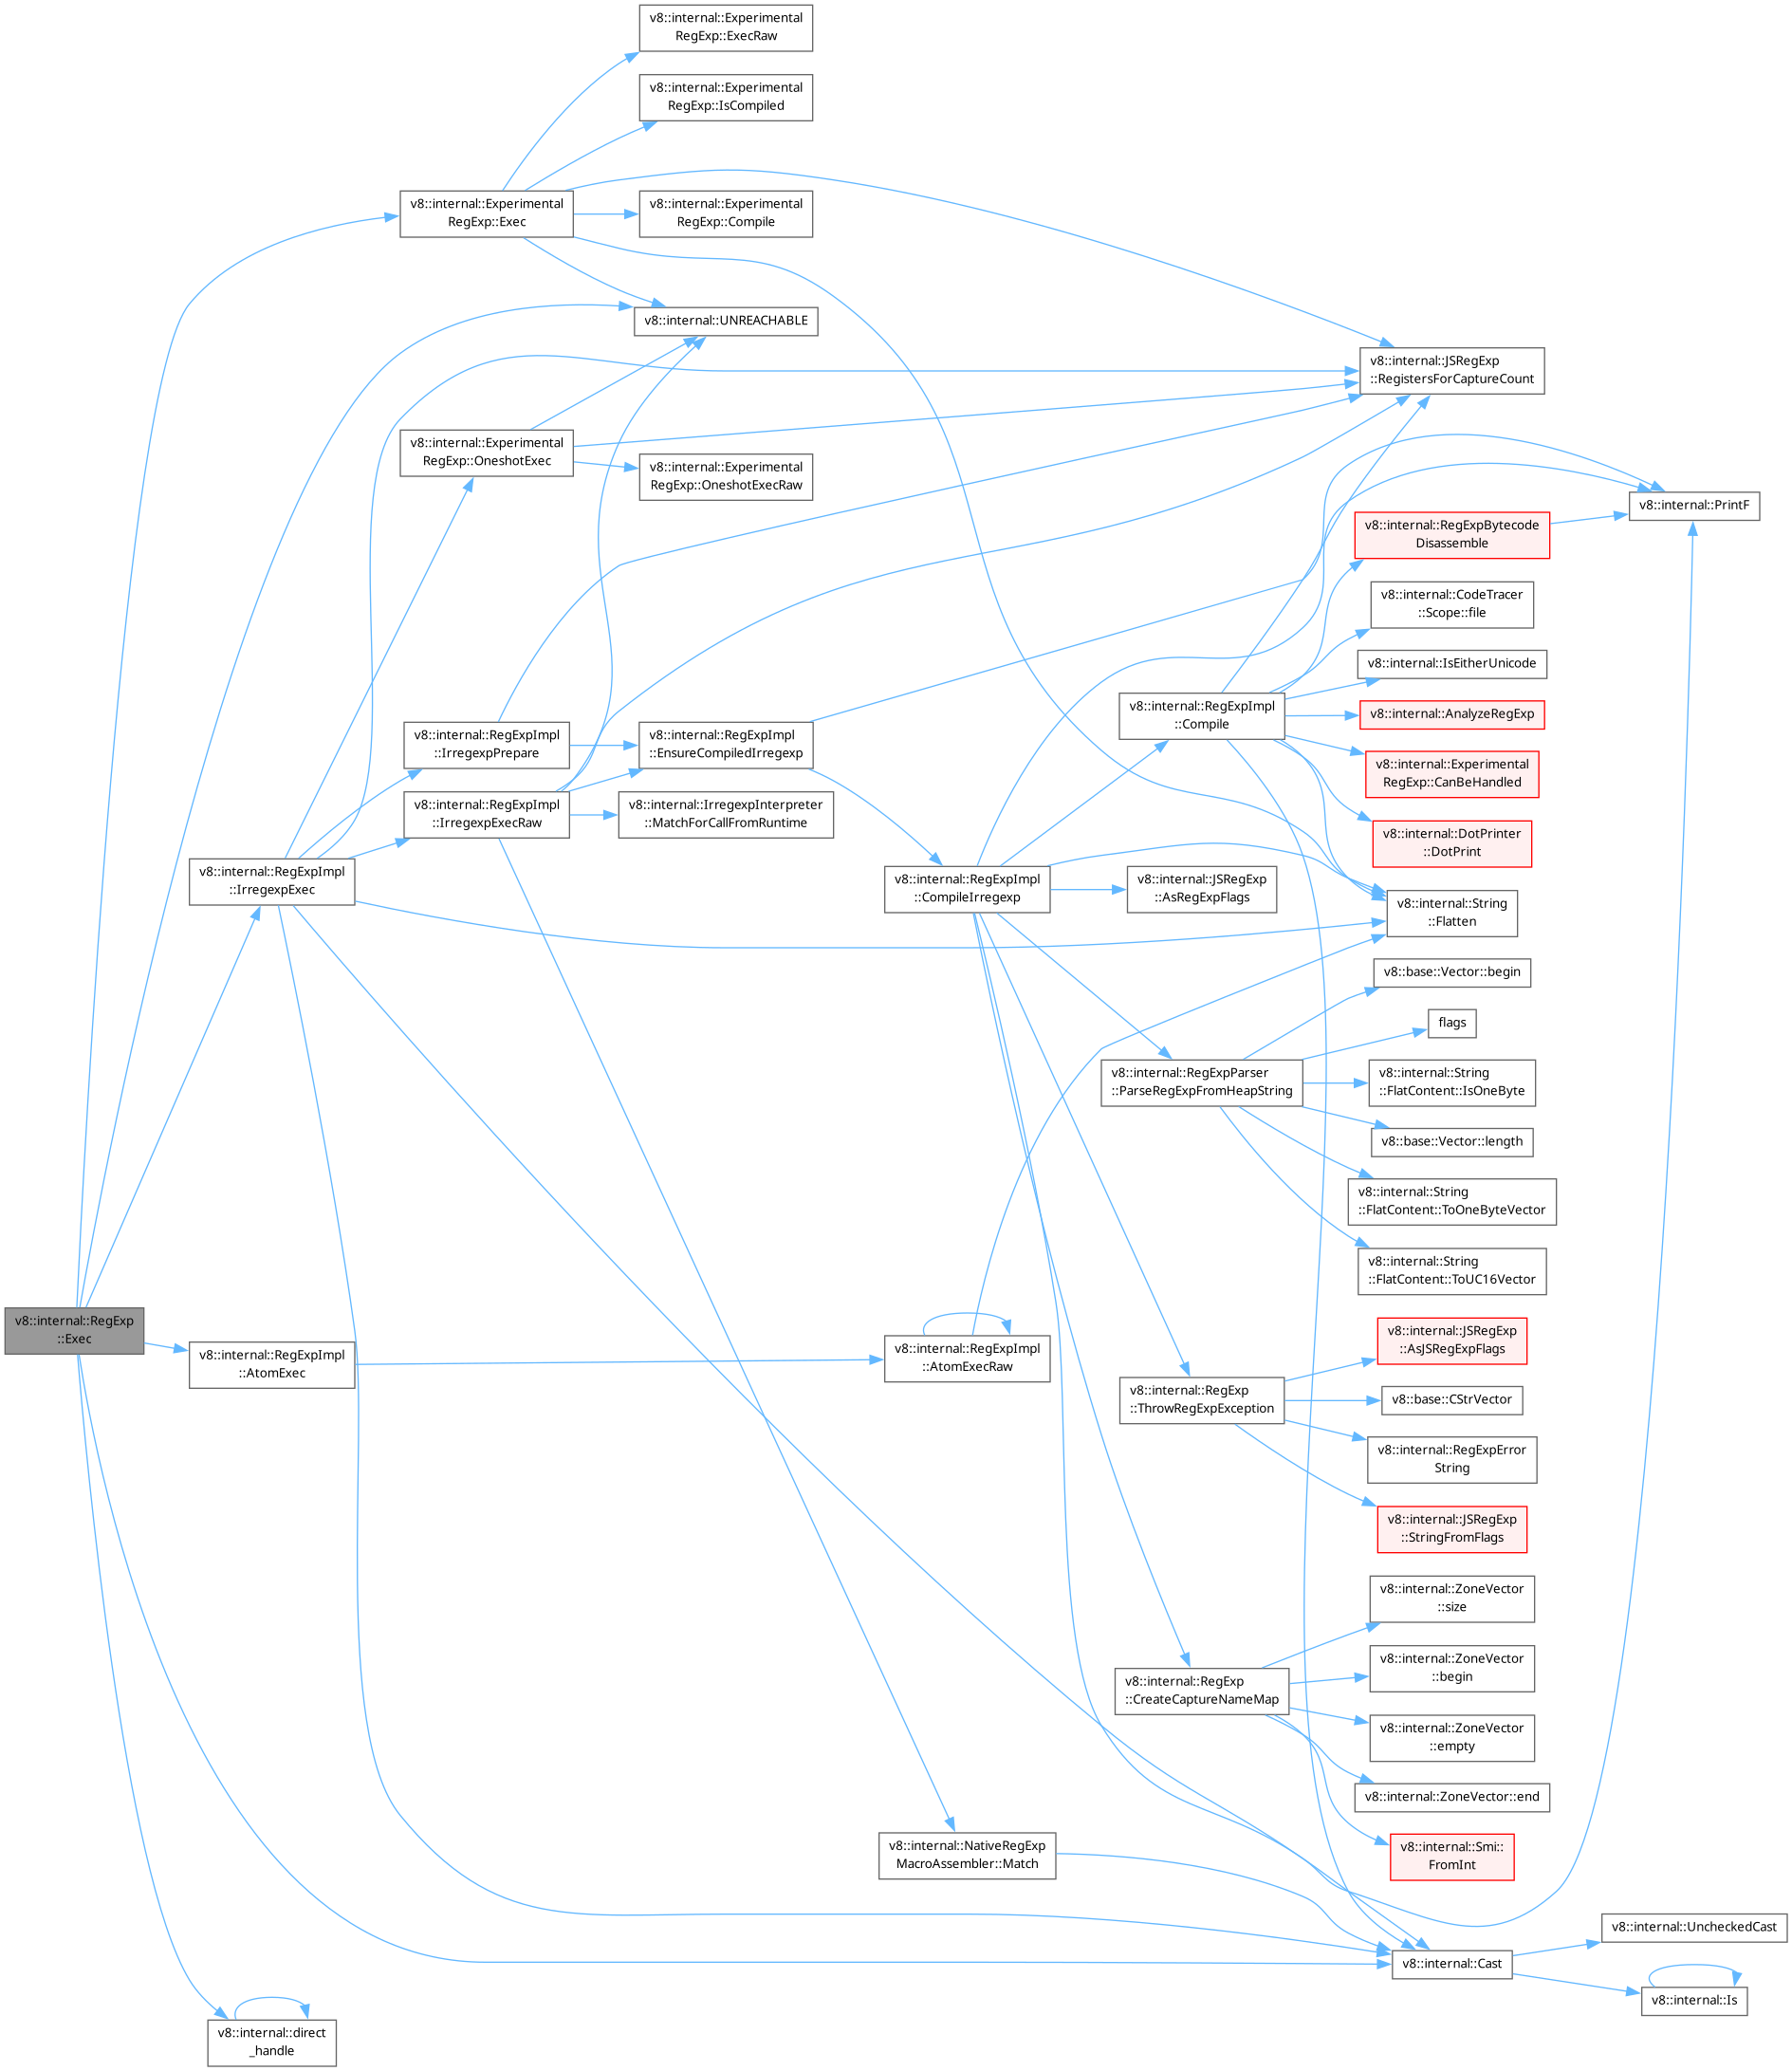 v8::internal::Experimental
RegExp::ExecRaw
v8::internal::Experimental
RegExp::IsCompiled
v8::internal::Experimental
RegExp::Exec
v8::internal::Experimental
RegExp::Compile
v8::internal::UNREACHABLE
v8::internal::JSRegExp
::RegistersForCaptureCount
v8::internal::Experimental
RegExp::OneshotExec
v8::internal::Experimental
RegExp::OneshotExecRaw
v8::internal::PrintF
v8::internal::RegExpBytecode
Disassemble
v8::internal::CodeTracer
::Scope::file
v8::internal::IsEitherUnicode
v8::internal::RegExpImpl
::Compile
v8::internal::AnalyzeRegExp
v8::internal::RegExpImpl
::IrregexpPrepare
v8::internal::RegExpImpl
::EnsureCompiledIrregexp
v8::internal::Experimental
RegExp::CanBeHandled
v8::internal::RegExpImpl
::IrregexpExecRaw
v8::internal::IrregexpInterpreter
::MatchForCallFromRuntime
v8::internal::DotPrinter
::DotPrint
v8::internal::RegExpImpl
::IrregexpExec
v8::internal::RegExpImpl
::CompileIrregexp
v8::internal::JSRegExp
::AsRegExpFlags
v8::internal::String
::Flatten
v8::base::Vector::begin
flags
v8::internal::RegExpParser
::ParseRegExpFromHeapString
v8::internal::String
::FlatContent::IsOneByte
v8::base::Vector::length
v8::internal::String
::FlatContent::ToOneByteVector
v8::internal::String
::FlatContent::ToUC16Vector
v8::internal::RegExp
::Exec
v8::internal::RegExpImpl
::AtomExec
v8::internal::RegExpImpl
::AtomExecRaw
v8::internal::JSRegExp
::AsJSRegExpFlags
v8::internal::RegExp
::ThrowRegExpException
v8::base::CStrVector
v8::internal::RegExpError
String
v8::internal::JSRegExp
::StringFromFlags
v8::internal::ZoneVector
::size
v8::internal::RegExp
::CreateCaptureNameMap
v8::internal::ZoneVector
::begin
v8::internal::ZoneVector
::empty
v8::internal::ZoneVector::end
v8::internal::NativeRegExp
MacroAssembler::Match
v8::internal::Smi::
FromInt
v8::internal::UncheckedCast
v8::internal::Cast
v8::internal::Is
v8::internal::direct
_handle